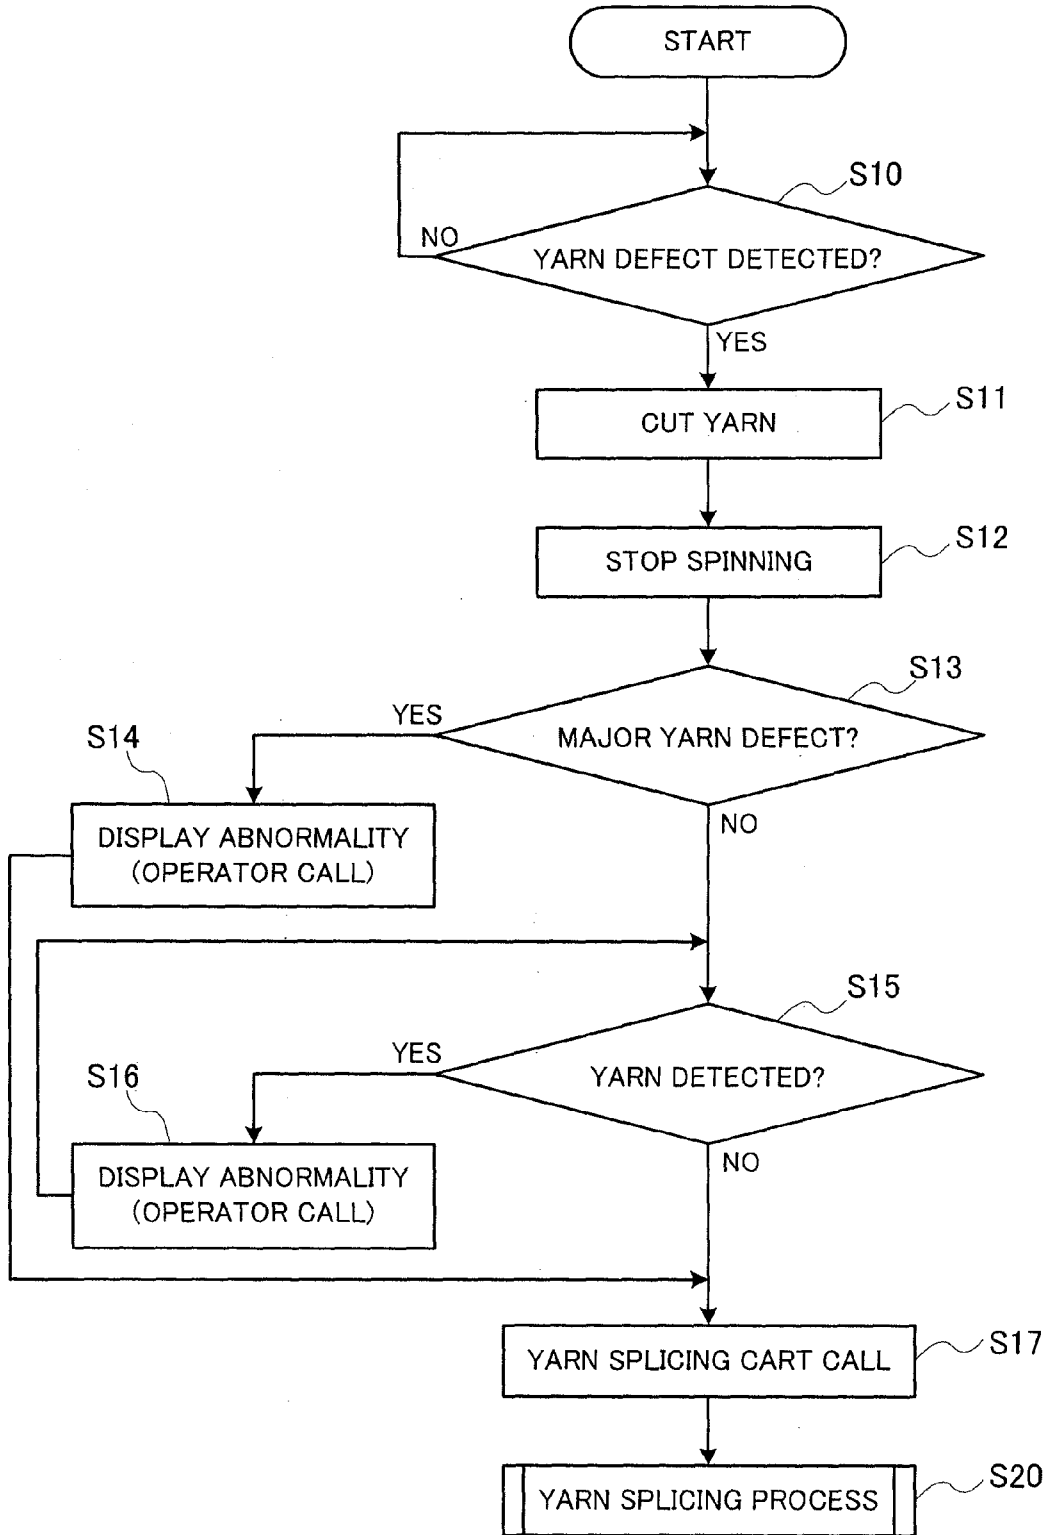 START
S10
NO
YARN DEFECT DETECTED?
YES
CUT YARN
S11
STOP SPINNING
S12
S13
YES
MAJOR YARN DEFECT?
S14
NO
DISPLAY ABNORMALITY
(OPERATOR CALL)
S15
YES
YARN DETECTED?
S16
NO
DISPLAY ABNORMALITY
(OPERATOR CALL)
YARN SPLICING CART CALL
S17
YARN SPLICING PROCESS
S20